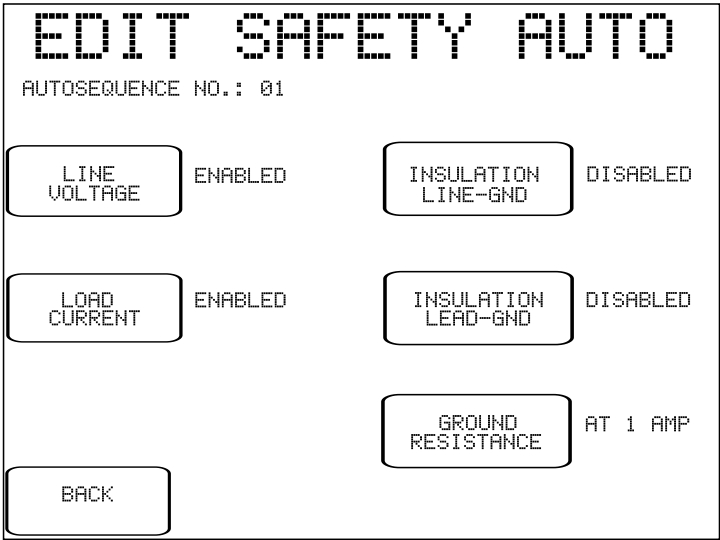 EDIT SAFETY AUTO
AUTOSEQUENCE NO.: 01
LINE
VOLTAGE
ENABLED
INSULATION
LINE-GND
DISABLED
LOAD
CURRENT
ENABLED
INSULATION
LEAD-GND
DISABLED
GROUND
RESISTANCE
AT 1 AMP
BACK